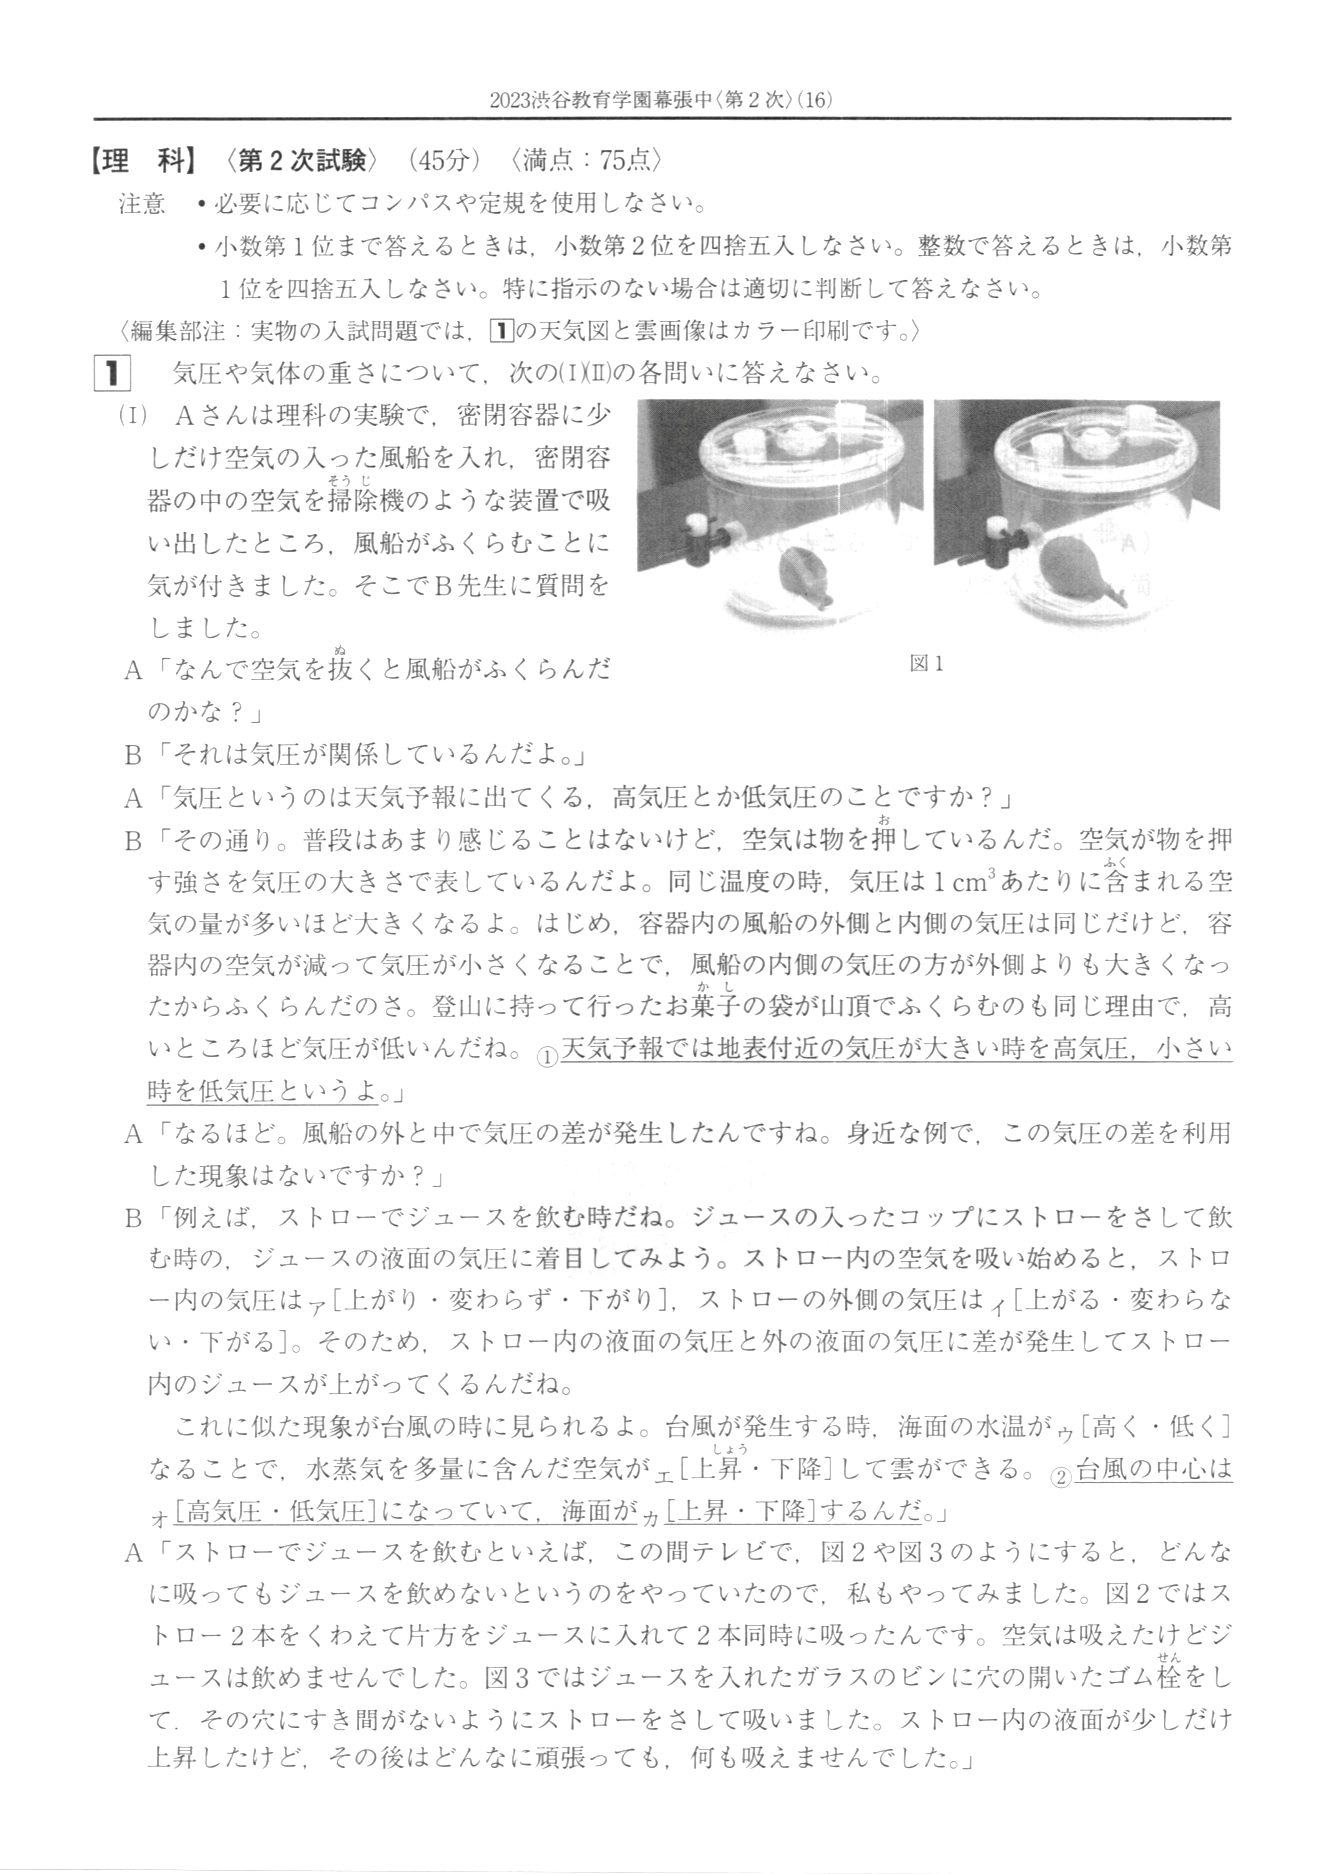 2023渋谷教育学園幕張中〈第2次〉(16)
【理　科】〈第2次試験〉（45分）〈満点：75点〉
注意　•必要に応じてコンパスや定規を使用しなさい。
•小数第1位まで答えるときは，小数第2位を四捨五入しなさい。整数で答えるときは，小数第
1位を四捨五入しなさい。特に指示のない場合は適切に判断して答えなさい。
〈編集部注：実物の入試問題では，1の天気図と雲画像はカラー印刷です。〉
1　気圧や気体の重さについて，次の(Ⅰ)(Ⅱ)の各問いに答えなさい。
(Ⅰ)　Aさんは理科の実験で，密閉容器に少
しだけ空気の入った風船を入れ，密閉容
器の中の空気を掃除機のような装置で吸
い出したところ，風船がふくらむことに
気が付きました。そこでB先生に質問を
しました。
A「なんで空気を抜くと風船がふくらんだ
のかな？」
図1
B「それは気圧が関係しているんだよ。」
A「気圧というのは天気予報に出てくる，高気圧とか低気圧のことですか？」
B「その通り。普段はあまり感じることはないけど，空気は物を押しているんだ。空気が物を押
す強さを気圧の大きさで表しているんだよ。同じ温度の時，気圧は1cm³あたりに含まれる空
気の量が多いほど大きくなるよ。はじめ，容器内の風船の外側と内側の気圧は同じだけど，容
器内の空気が減って気圧が小さくなることで，風船の内側の気圧の方が外側よりも大きくなっ
たからふくらんだのさ。登山に持って行ったお菓子の袋が山頂でふくらむのも同じ理由で，高
いところほど気圧が低いんだね。①天気予報では地表付近の気圧が大きい時を高気圧，小さい
時を低気圧というよ。」
A「なるほど。風船の外と中で気圧の差が発生したんですね。身近な例で，この気圧の差を利用
した現象はないですか？」
B「例えば，ストローでジュースを飲む時だね。ジュースの入ったコップにストローをさして飲
む時の，ジュースの液面の気圧に着目してみよう。ストロー内の空気を吸い始めると，ストロ
ー内の気圧はア[上がり・変わらず・下がり]，ストローの外側の気圧はイ[上がる・変わらな
い・下がる]。そのため，ストロー内の液面の気圧と外の液面の気圧に差が発生してストロー
内のジュースが上がってくるんだね。
これに似た現象が台風の時に見られるよ。台風が発生する時，海面の水温がウ[高く・低く]
なることで，水蒸気を多量に含んだ空気がエ[上昇・下降]して雲ができる。②台風の中心は
オ[高気圧・低気圧]になっていて，海面がカ[上昇・下降]するんだ。」
A「ストローでジュースを飲むといえば，この間テレビで，図2や図3のようにすると，どんな
に吸ってもジュースを飲めないというのをやっていたので，私もやってみました。図2ではス
トロー2本をくわえて片方をジュースに入れて2本同時に吸ったんです。空気は吸えたけどジ
ュースは飲めませんでした。図3ではジュースを入れたガラスのビンに穴の開いたゴム栓をし
て，その穴にすき間がないようにストローをさして吸いました。ストロー内の液面が少しだけ
上昇したけど，その後はどんなに頑張っても，何も吸えませんでした。」